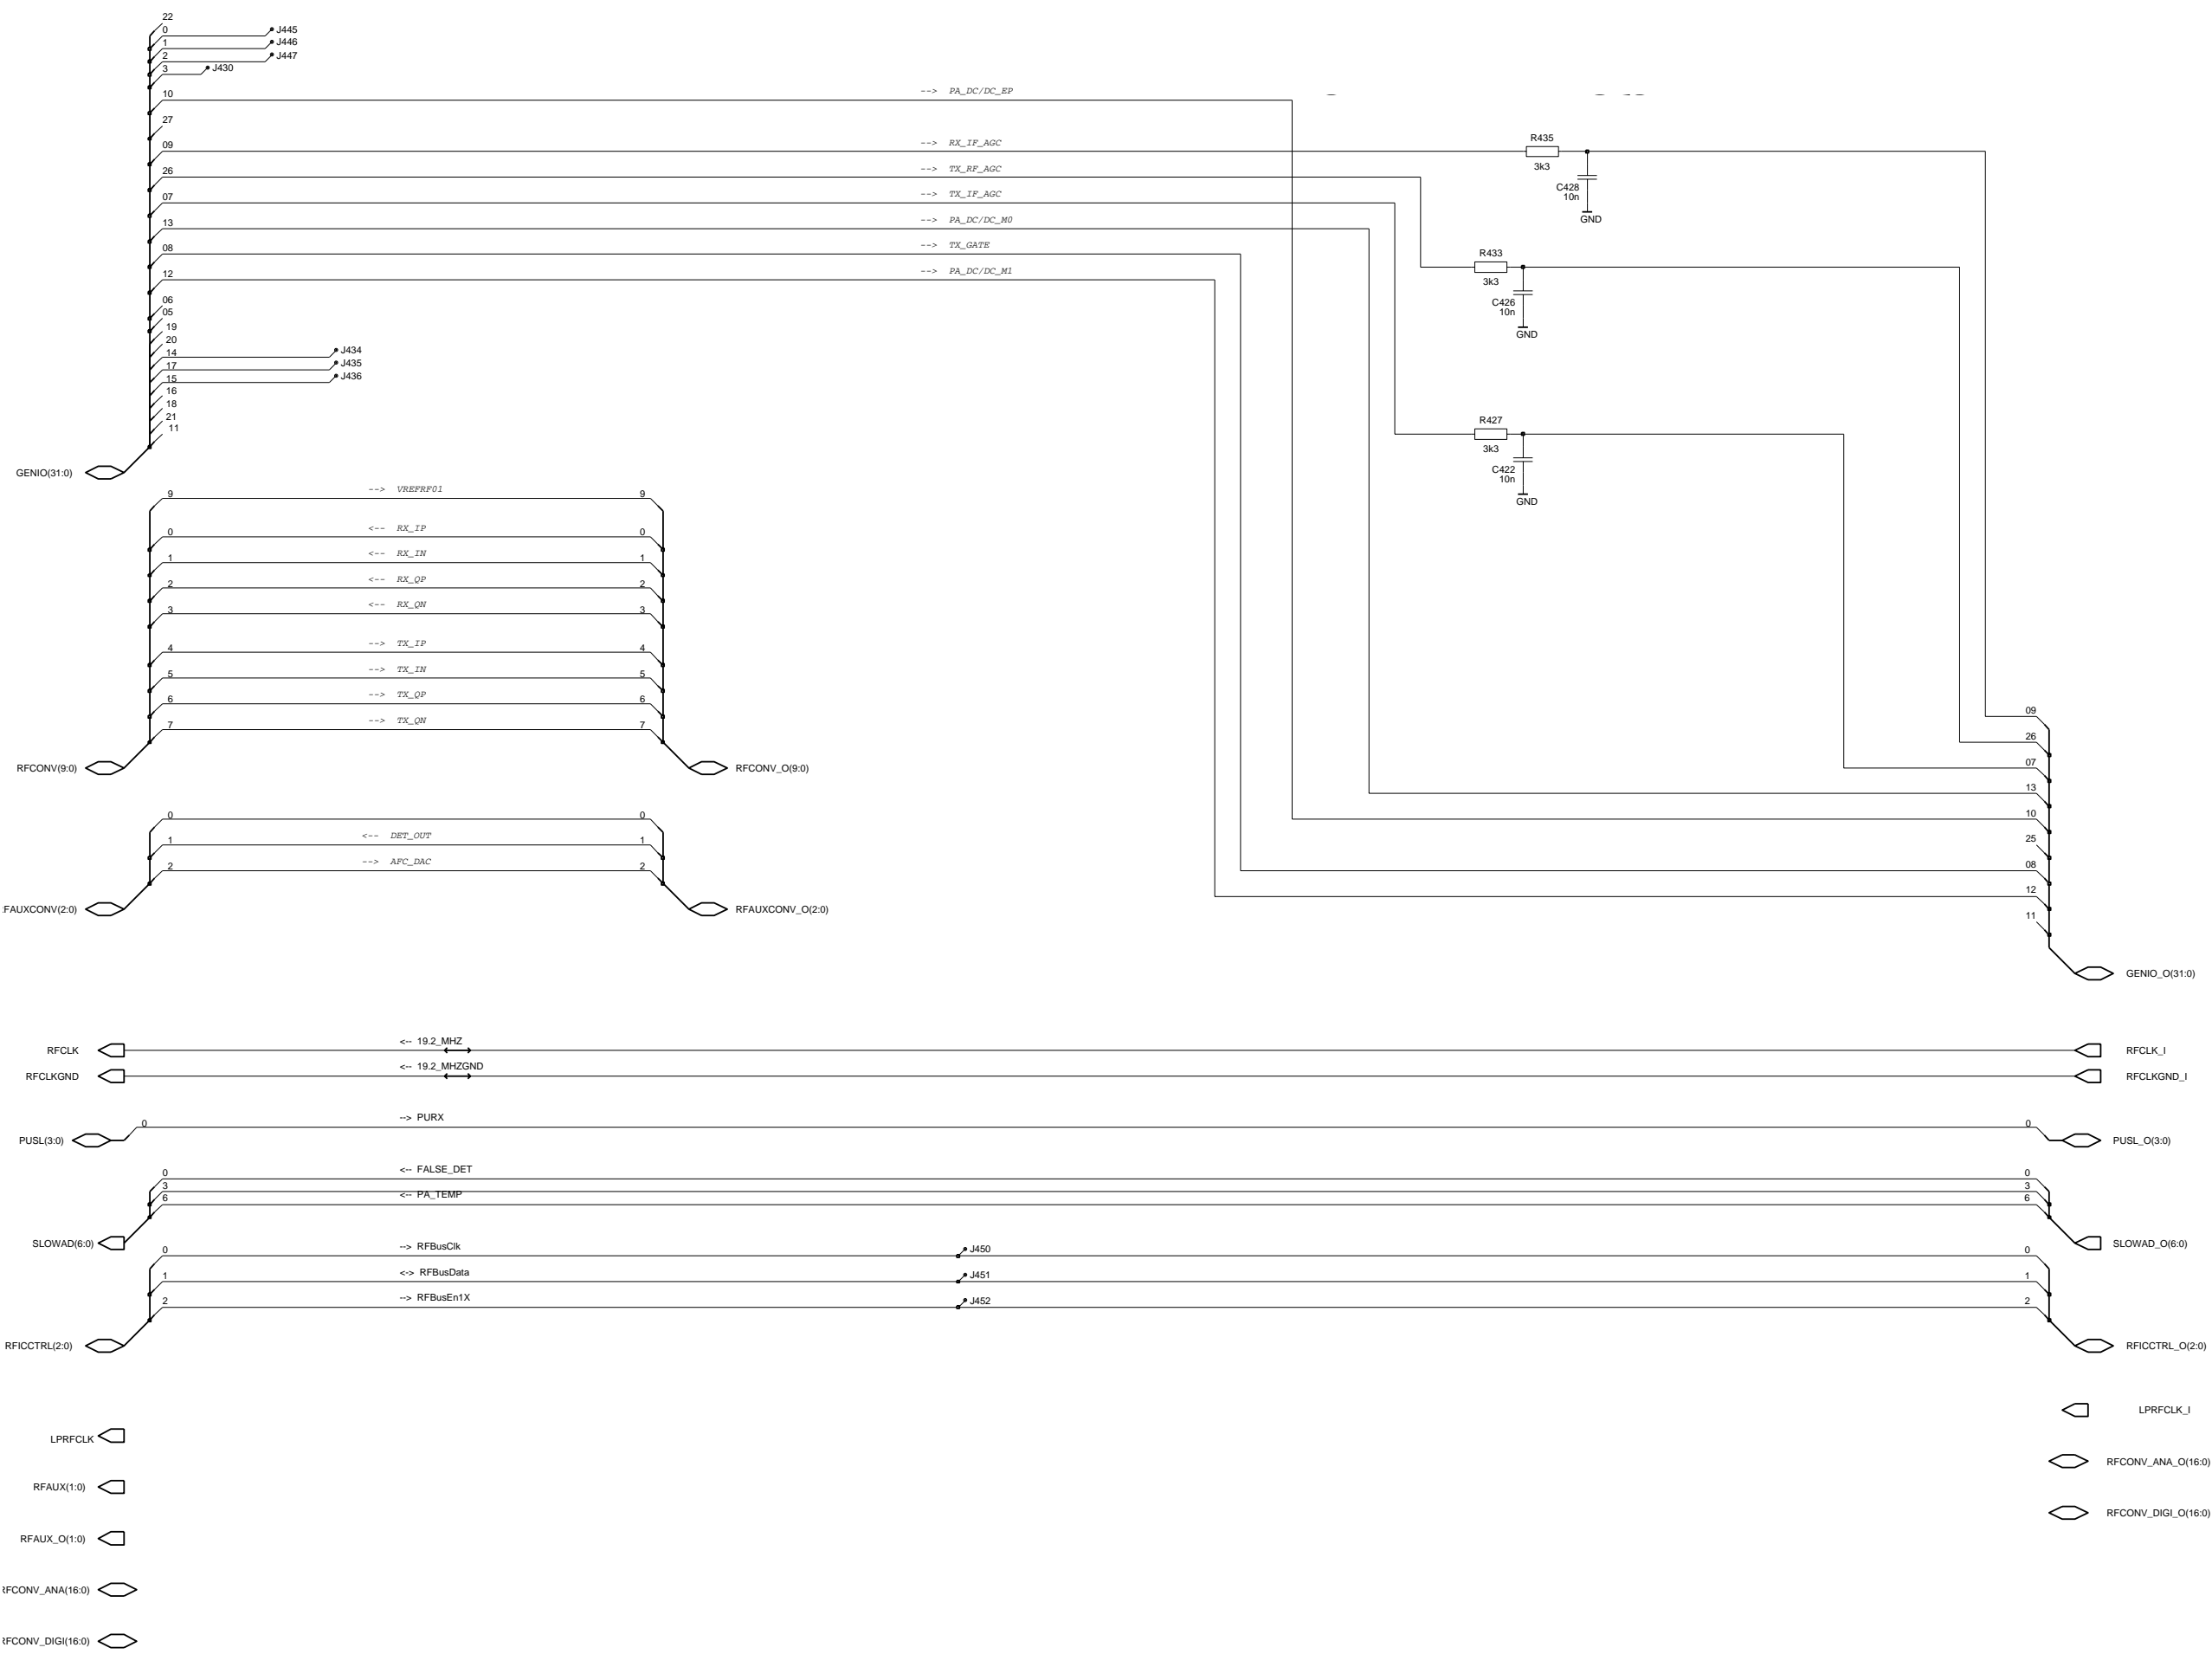 22
0 J445
1 J446
2 J447
3 J430
10 --> PA_DC/DC_EP
27
09 --> RX_IF_AGC R435
3k3
C428
10n
GND
26 --> TX_RF_AGC
07 --> TX_IF_AGC
13 --> PA_DC/DC_M0
08 --> TX_GATE
R433
3k3
C426
10n
GND
12 --> PA_DC/DC_M1
06
05
19
20
14 J434
17 J435
15 J436
16
18
21
11
R427
3k3
C422
10n
GND
GENIO(31:0)
9 --> VREFRF01 9
0 <-- RX_IP 0
1 <-- RX_IN 1
2 <-- RX_QP 2
3 <-- RX_QN 3
4 --> TX_IP 4
5 --> TX_IN 5
6 --> TX_QP 6
7 --> TX_QN 7
RFCONV(9:0) RFCONV_O(9:0)
09
26
07
13
10
25
08
12
11
GENIO_O(31:0)
0 0
1 <-- DET_OUT 1
2 --> AFC_DAC 2
FAUXCONV(2:0) RFAUXCONV_O(2:0)
RFCLK <-- 19.2_MHZ RFCLK_I
RFCLKGND <-- 19.2_MHZGND RFCLKGND_I
0 --> PURX 0
PUSL(3:0) PUSL_O(3:0)
0 <-- FALSE_DET 0
3 3
6 <-- PA_TEMP 6
SLOWAD(6:0) SLOWAD_O(6:0)
0 --> RFBusClk J450 0
1 <-> RFBusData J451 1
2 --> RFBusEn1X J452 2
RFICCTRL(2:0) RFICCTRL_O(2:0)
LPRFCLK_I
LPRFCLK
RFCONV_ANA_O(16:0)
RFAUX(1:0)
RFCONV_DIGI_O(16:0)
RFAUX_O(1:0)
RFCONV_ANA(16:0)
RFCONV_DIGI(16:0)